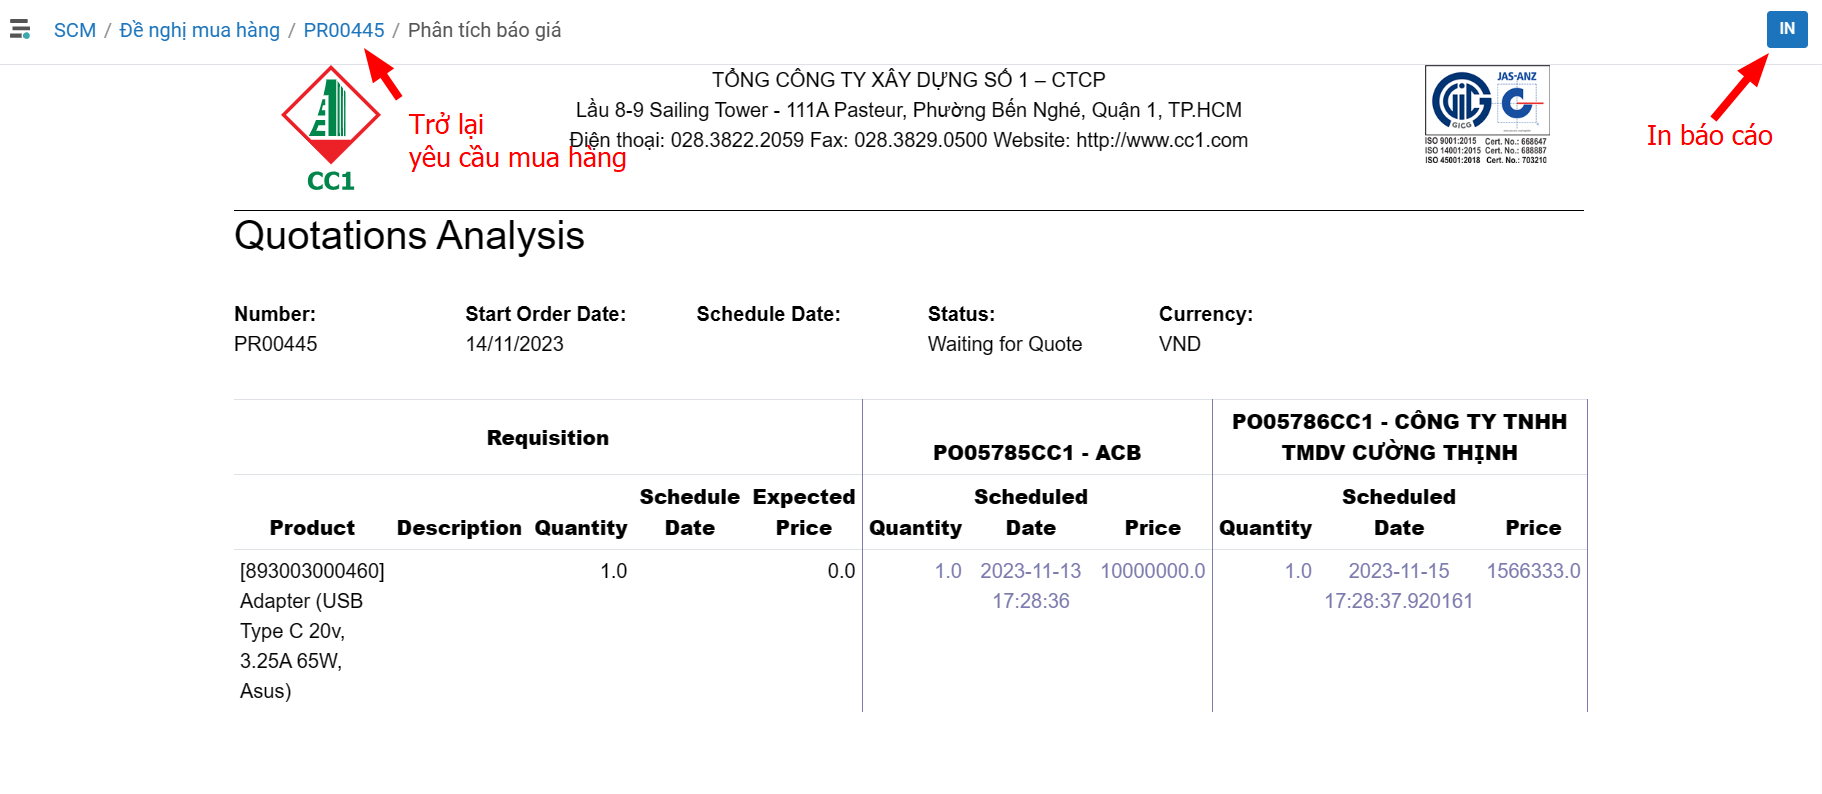 SCM / Đề nghị mua hàng / PR00445 / Phân tích báo giá
IN
Trở lại
yêu cầu mua hàng
In báo cáo
CC1
TỔNG CÔNG TY XÂY DỰNG SỐ 1 – CTCP
Lầu 8-9 Sailing Tower - 111A Pasteur, Phường Bến Nghé, Quận 1, TP.HCM
Điện thoại: 028.3822.2059 Fax: 028.3829.0500 Website: http://www.cc1.com
JAS-ANZ
GICG
ISO 9001:2015 Cert. No.: 668647
ISO 14001:2015 Cert. No.: 688887
ISO 45001:2018 Cert. No.: 703210
Quotations Analysis
Number: Start Order Date: Schedule Date: Status: Currency:
PR00445 14/11/2023 Waiting for Quote VND
Requisition
PO05785CC1 - ACB
PO05786CC1 - CÔNG TY TNHH
TMDV CƯỜNG THỊNH
Schedule Expected Scheduled Scheduled
Product Description Quantity Date Price Quantity Date Price Quantity Date Price
[893003000460] 1.0 0.0 1.0 2023-11-13 10000000.0 1.0 2023-11-15 1566333.0
Adapter (USB 17:28:36 17:28:37.920161
Type C 20v,
3.25A 65W,
Asus)